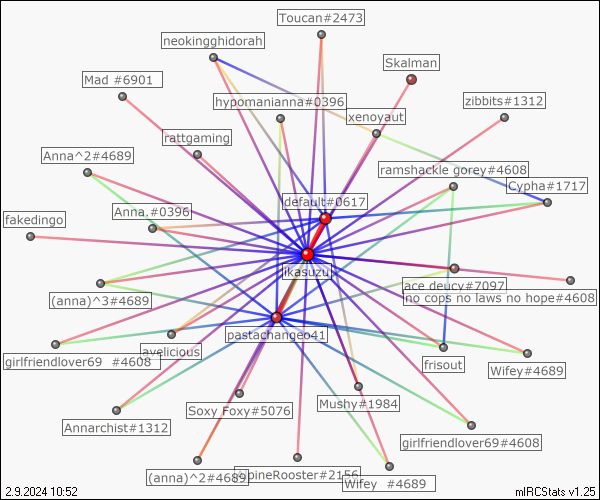 Toucan#2473
neokingghidorah
Skalman
Mad #6901
hypomanianna#0396
zibbits#1312
xenoyaut
rattgaming
Anna^2#4689
ramshackle gorey#4608
Cypha#1717
default#0617
Anna.#0396
fakedingo
ikasuzu
ace deucy#7097
(anna)^3#4689
no cops no laws no hope#4608
pastachangeo41
avelicious
girlfriendlover69 #4608
frisout
Wifey#4689
Soxy Foxy#5076
Mushy#1984
Annarchist#1312
girlfriendlover69#4608
(anna)^2#4689
pineRooster#2156
Wifey #4689
2.9.2024 10:52
mIRCStats v1.25